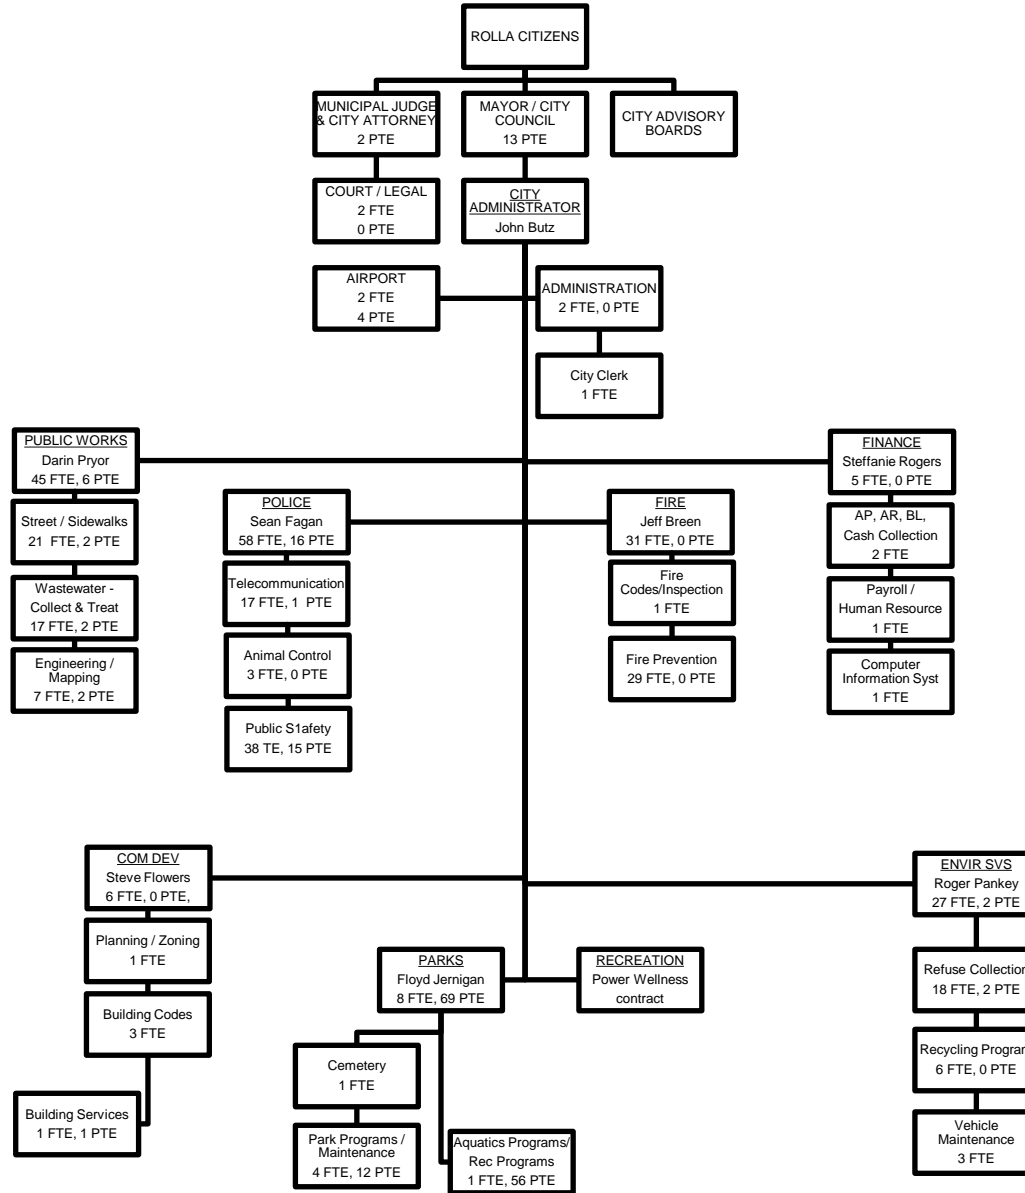 ROLLA CITIZENS
MUNICIPAL JUDGE
& CITY ATTORNEY
2 PTE
MAYOR / CITY
COUNCIL
13 PTE
CITY ADVISORY
BOARDS
COURT / LEGAL
2 FTE
0 PTE
CITY
ADMINISTRATOR
John Butz
AIRPORT
2 FTE
4 PTE
ADMINISTRATION
2 FTE, 0 PTE
City Clerk
1 FTE
PUBLIC WORKS
Darin Pryor
45 FTE, 6 PTE
Street / Sidewalks
21 FTE, 2 PTE
Wastewater -
Collect & Treat
17 FTE, 2 PTE
Engineering /
Mapping
7 FTE, 2 PTE
POLICE
Sean Fagan
58 FTE, 16 PTE
Telecommunication
17 FTE, 1 PTE
Animal Control
3 FTE, 0 PTE
Public S1afety
38 TE, 15 PTE
FIRE
Jeff Breen
31 FTE, 0 PTE
Fire
Codes/Inspection
1 FTE
Fire Prevention
29 FTE, 0 PTE
FINANCE
Steffanie Rogers
5 FTE, 0 PTE
AP, AR, BL,
Cash Collection
2 FTE
Payroll /
Human Resource
1 FTE
Computer
Information Syst
1 FTE
COM DEV
Steve Flowers
6 FTE, 0 PTE,
Planning / Zoning
1 FTE
Building Codes
3 FTE
Building Services
1 FTE, 1 PTE
PARKS
Floyd Jernigan
8 FTE, 69 PTE
Cemetery
1 FTE
Park Programs /
Maintenance
4 FTE, 12 PTE
Aquatics Programs/
Rec Programs
1 FTE, 56 PTE
RECREATION
Power Wellness
contract
ENVIR SVS
Roger Pankey
27 FTE, 2 PTE
Refuse Collection
18 FTE, 2 PTE
Recycling Program
6 FTE, 0 PTE
Vehicle
Maintenance
3 FTE